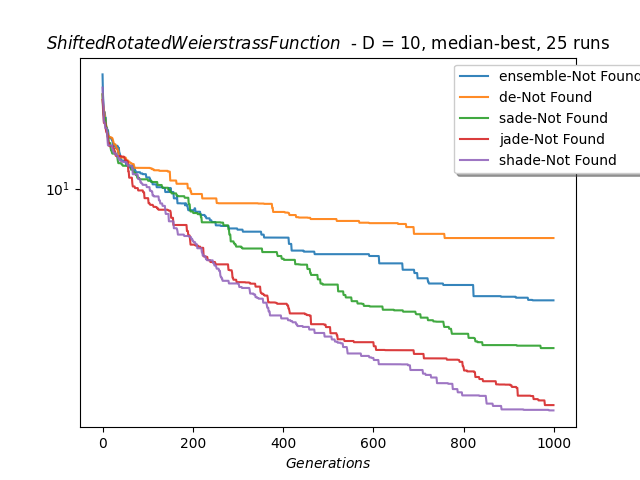 ShiftedRotatedWeierstrassFunction - D = 10, median-best, 25 runs
ensemble-Not Found
de-Not Found
sade-Not Found
jade-Not Found
shade-Not Found
10¹
0 200 400 600 800 1000
Generations